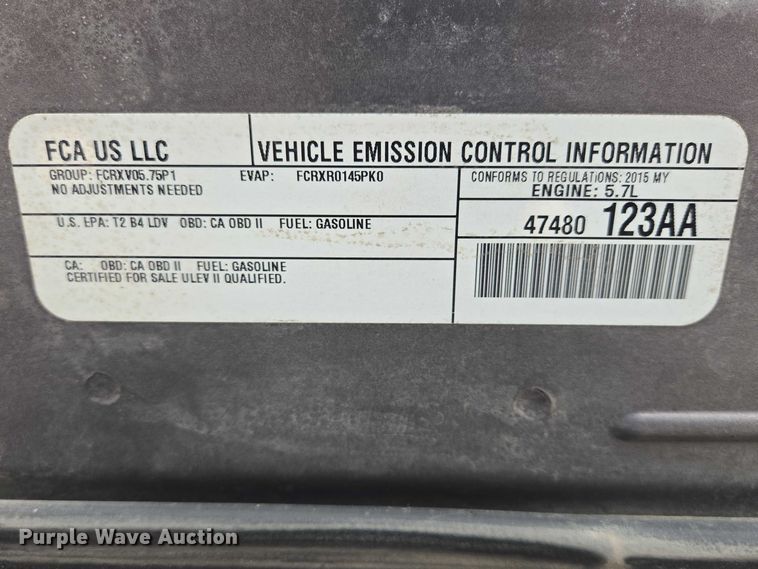 FCA US LLC
VEHICLE EMISSION CONTROL INFORMATION
GROUP: FCRXV05.75P1 EVAP: FCRXR0145PK0
NO ADJUSTMENTS NEEDED
CONFORMS TO REGULATIONS: 2015 MY
ENGINE: 5.7L
U.S. EPA: T2 B4 LDV OBD: CA OBD II FUEL: GASOLINE
47480 123AA
CA: OBD: CA OBD II FUEL: GASOLINE
CERTIFIED FOR SALE ULEV II QUALIFIED.
Purple Wave Auction